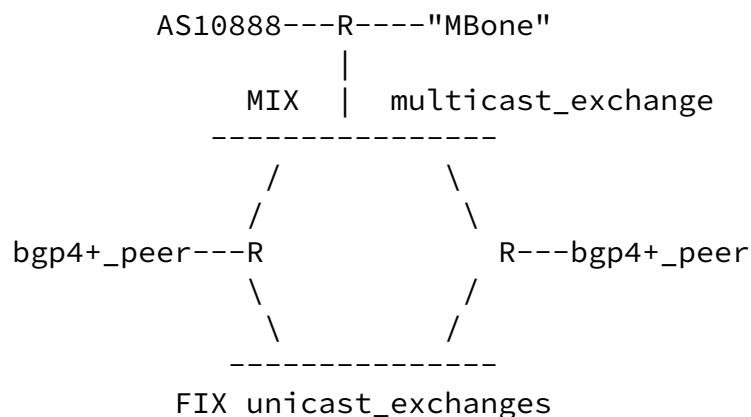 AS10888---R----"MBone"
|
MIX | multicast_exchange
----------------
/ \
/ \
bgp4+_peer---R R---bgp4+_peer
\ /
\ /
---------------
FIX unicast_exchanges